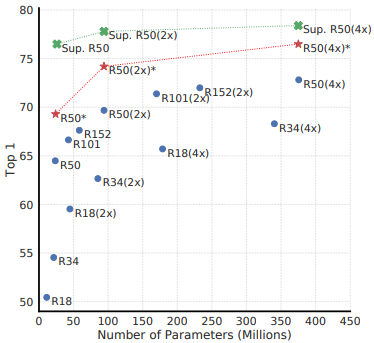 80
Sup. R50(4x)
Sup. R50(2x)
Sup. R50
R50(4x)*
75
R50(2x)*
R50(4x)
R152(2x)
R101(2x)
70
R50(2x)
R50*
R34(4x)
R152
R101
R18(4x)
65
R50
R34(2x)
60
R18(2x)
55
R34
50
R18
Top 1
0 50 100 150 200 250 300 350 400 450
Number of Parameters (Millions)